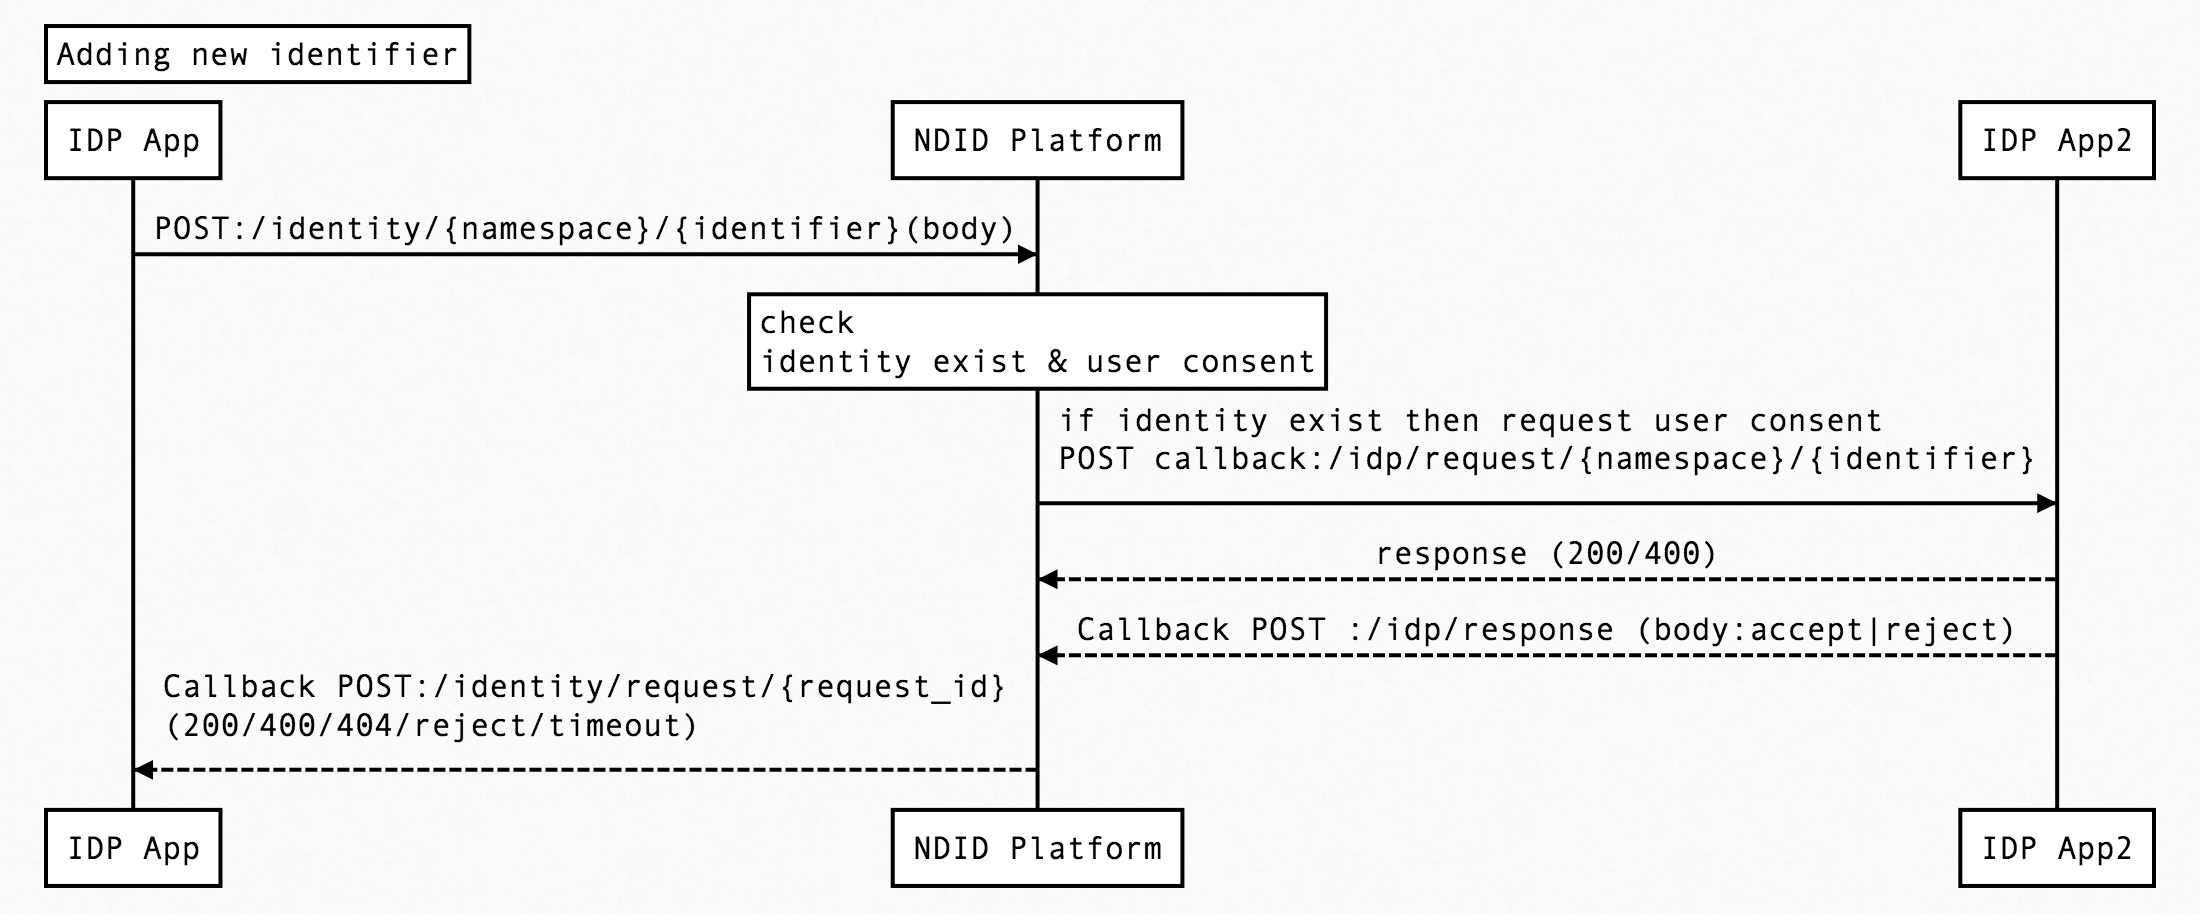 Adding new identifier
IDP App
NDID Platform
IDP App2
POST:/identity/{namespace}/{identifier}(body)
check
identity exist & user consent
if identity exist then request user consent
POST callback:/idp/request/{namespace}/{identifier}
response (200/400)
Callback POST :/idp/response (body:accept|reject)
Callback POST:/identity/request/{request_id}
(200/400/404/reject/timeout)
IDP App
NDID Platform
IDP App2